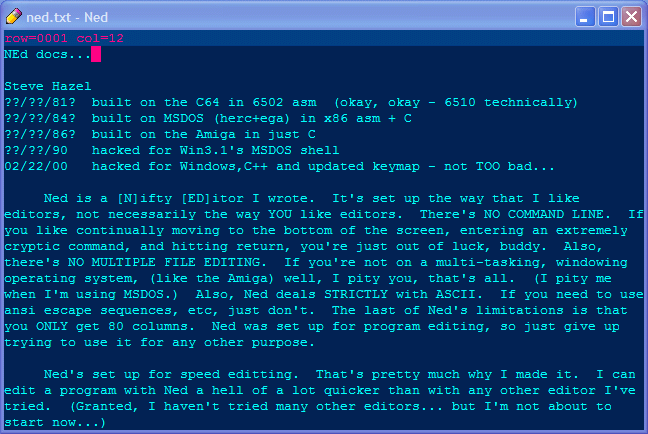 ned.txt - Ned
row=0001 col=12
NEd docs...
Steve Hazel
??/??/81?  built on the C64 in 6502 asm  (okay, okay - 6510 technically)
??/??/84?  built on MSDOS (herc+ega) in x86 asm + C
??/??/86?  built on the Amiga in just C
??/??/90   hacked for Win3.1's MSDOS shell
02/22/00   hacked for Windows,C++ and updated keymap - not TOO bad...
     Ned is a [N]ifty [ED]itor I wrote.  It's set up the way that I like
editors, not necessarily the way YOU like editors.  There's NO COMMAND LINE.  If
you like continually moving to the bottom of the screen, entering an extremely
cryptic command, and hitting return, you're just out of luck, buddy.  Also,
there's NO MULTIPLE FILE EDITING.  If you're not on a multi-tasking, windowing
operating system, (like the Amiga) well, I pity you, that's all.  (I pity me
when I'm using MSDOS.)  Also, Ned deals STRICTLY with ASCII.  If you need to use
ansi escape sequences, etc, just don't.  The last of Ned's limitations is that
you ONLY get 80 columns.  Ned was set up for program editing, so just give up
trying to use it for any other purpose.
     Ned's set up for speed editting.  That's pretty much why I made it.  I can
edit a program with Ned a hell of a lot quicker than with any other editor I've
tried.  (Granted, I haven't tried many other editors... but I'm not about to
start now...)